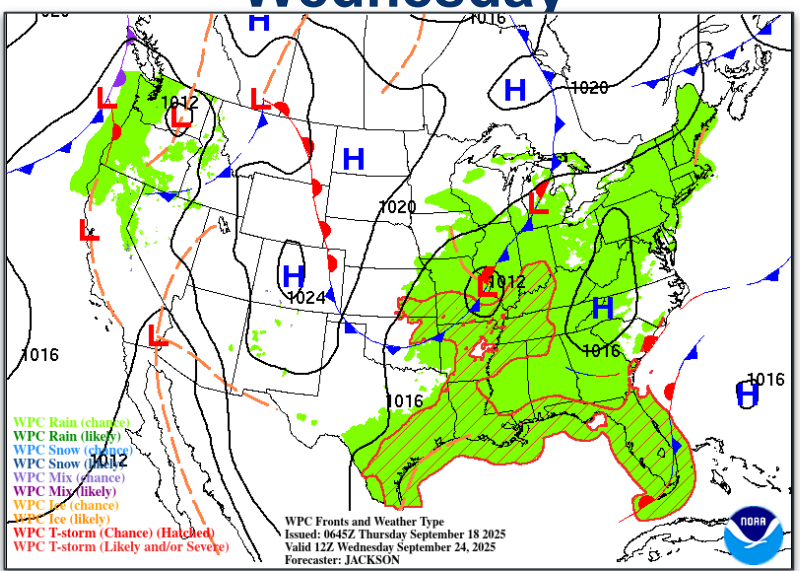 Wednesday
1016
H
H
1020
L
1012
L
L
H
1020
L
L
H
1024
L
1012
H
L
1016
1016
1016
H
1016
WPC Rain (chance)
WPC Rain (likely)
WPC Snow (chance)
WPC Snow (likely)
1012
WPC Mix (chance)
WPC Mix (likely)
WPC Ice (chance)
WPC Ice (likely)
WPC T-storm (Chance) (Hatched)
WPC T-storm (Likely and/or Severe)
WPC Fronts and Weather Type
Issued: 0645Z Thursday September 18 2025
Valid 12Z Wednesday September 24, 2025
Forecaster: JACKSON
NOAA